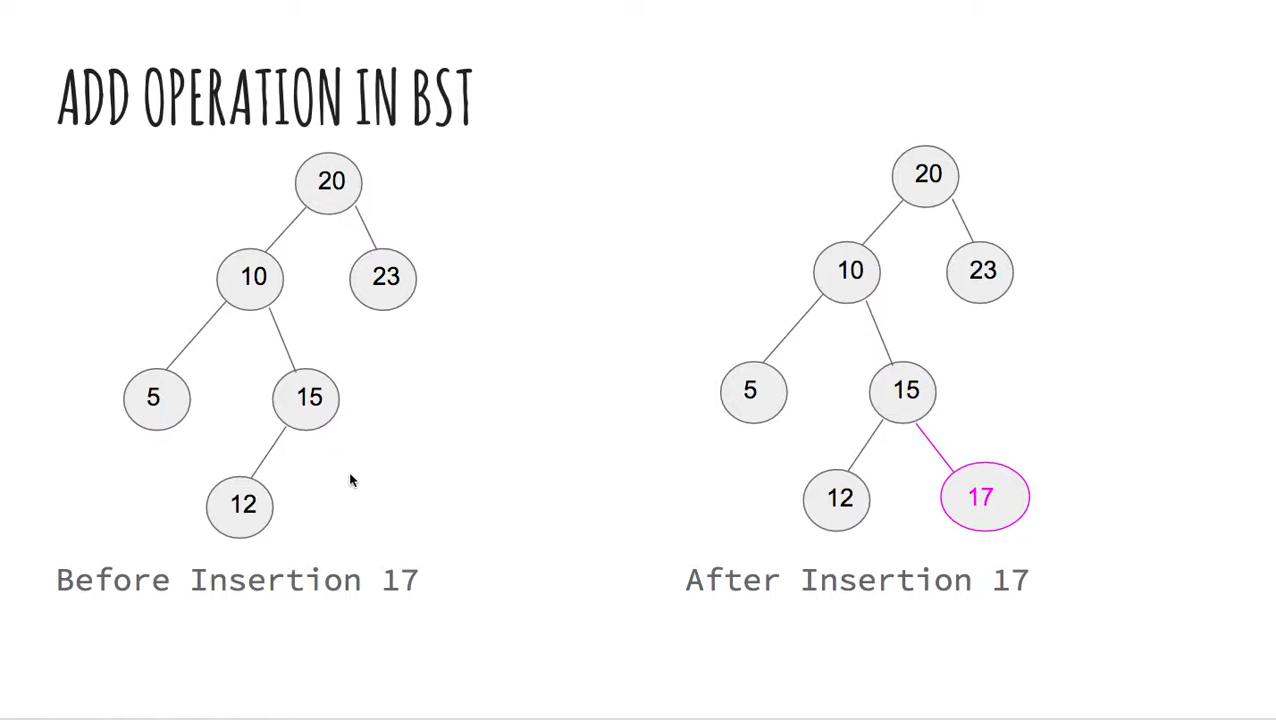 ADD OPERATION IN BST
20
10 23
5 15
12
Before Insertion 17
20
10 23
5 15
12 17
After Insertion 17